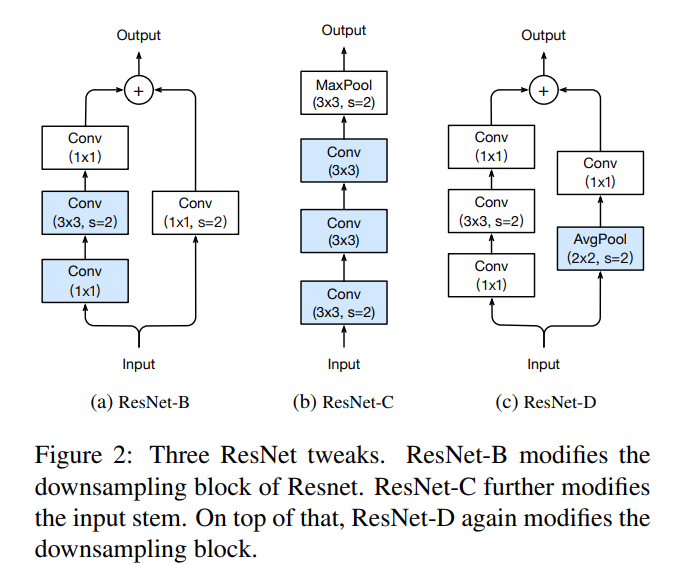 Output
+
Conv
(1x1)
Conv
(3x3, s=2)
Conv
(1x1, s=2)
Conv
(1x1)
Input
(a) ResNet-B
Output
MaxPool
(3x3, s=2)
Conv
(3x3)
Conv
(3x3)
Conv
(3x3, s=2)
Input
(b) ResNet-C
Output
+
Conv
(1x1)
Conv
(1x1)
Conv
(3x3, s=2)
AvgPool
(2x2, s=2)
Conv
(1x1)
Input
(c) ResNet-D
Figure 2: Three ResNet tweaks. ResNet-B modifies the
downsampling block of Resnet. ResNet-C further modifies
the input stem. On top of that, ResNet-D again modifies the
downsampling block.